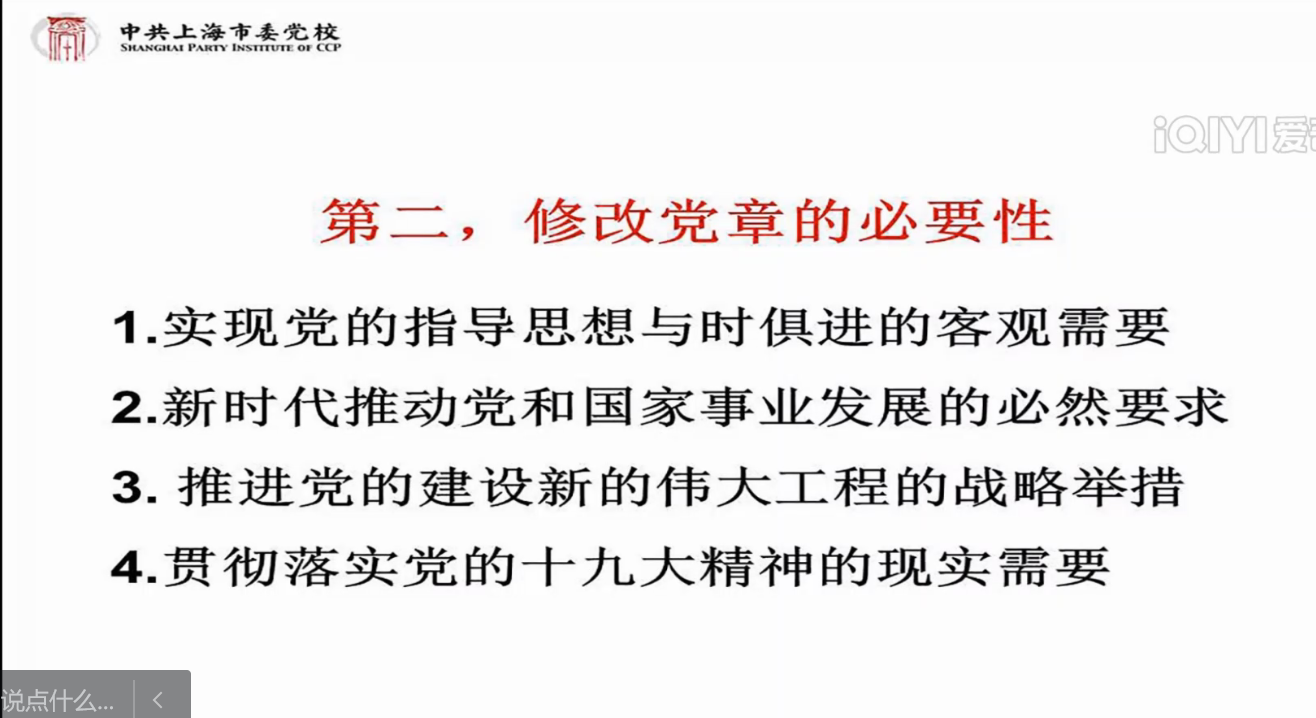 中共上海市委党校
SHANGHAI PARTY INSTITUTE OF CCP
iQIYI爱
第二，修改党章的必要性
1.实现党的指导思想与时俱进的客观需要
2.新时代推动党和国家事业发展的必然要求
3. 推进党的建设新的伟大工程的战略举措
4.贯彻落实党的十九大精神的现实需要
说点什么...